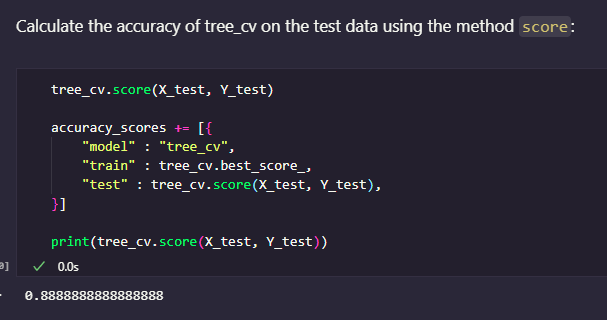 Calculate the accuracy of tree_cv on the test data using the method score:
tree_cv.score(X_test, Y_test)
accuracy_scores += [{
"model" : "tree_cv",
"train" : tree_cv.best_score_,
"test" : tree_cv.score(X_test, Y_test),
}]
print(tree_cv.score(X_test, Y_test))
✓ 0.0s
0.8888888888888888